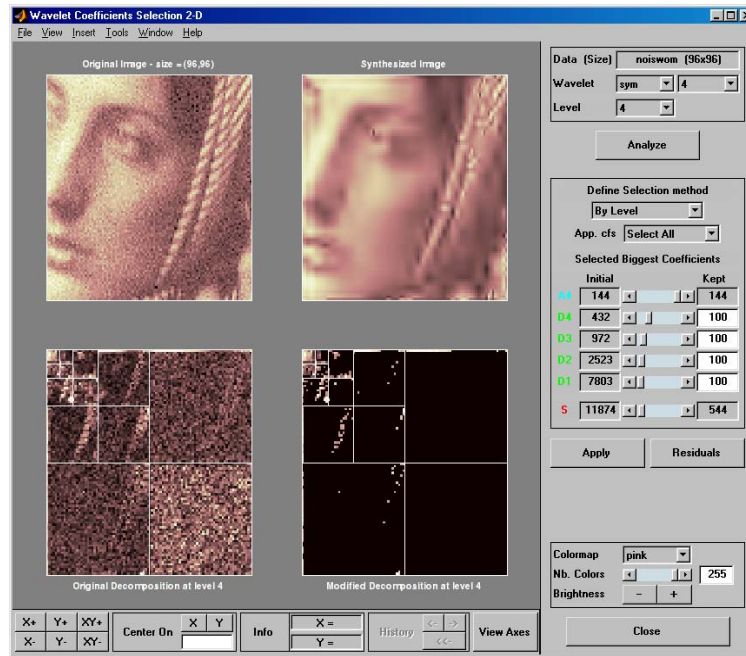 Wavelet Coefficients Selection 2-D
File View Insert Tools Window Help
Original Image - size = (96,96)
Synthesized Image
Original Decomposition at level 4
Modified Decomposition at level 4
Data (Size) noiswom (96x96)
Wavelet sym 4
Level 4
Analyze
Define Selection method
By Level
App. cfs Select All
Selected Biggest Coefficients
Initial Kept
A4 144 144
D4 432 100
D3 972 100
D2 2523 100
D1 7803 100
S 11874 544
Apply Residuals
Colormap pink
Nb. Colors 255
Brightness - +
X+ Y+ XY+
X- Y- XY-
Center On X Y
Info X =
Y =
History <- ->
<<-
View Axes
Close